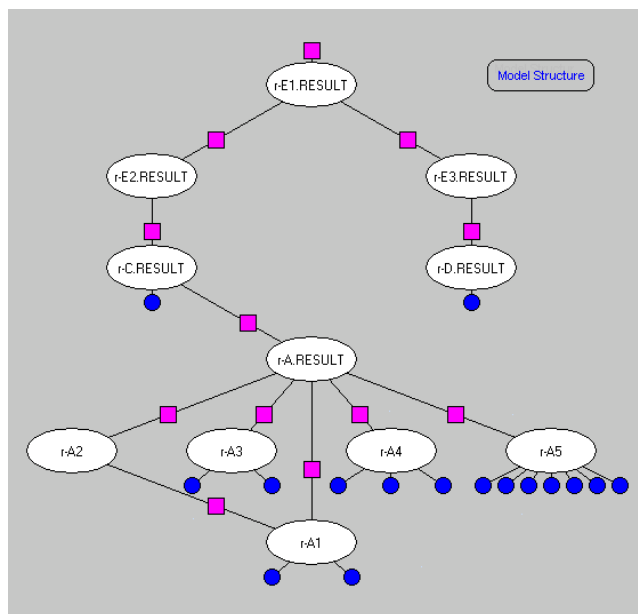 r-E1.RESULT
Model Structure
r-E2.RESULT
r-E3.RESULT
r-C.RESULT
r-D.RESULT
r-A.RESULT
r-A2
r-A3
r-A4
r-A5
r-A1